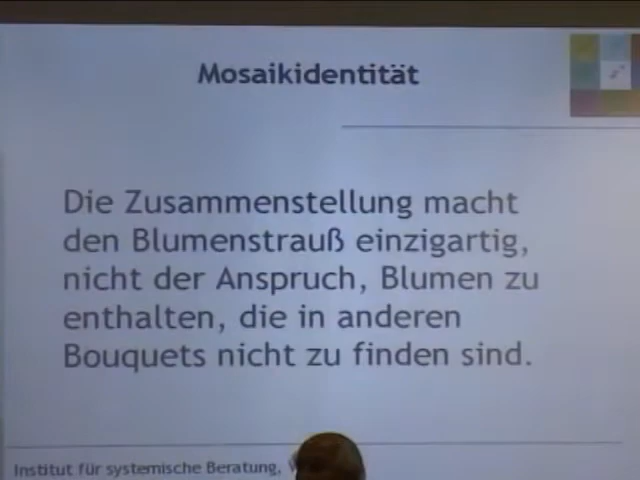 Mosaikidentität
Die Zusammenstellung macht
den Blumenstrauß einzigartig,
nicht der Anspruch, Blumen zu
enthalten, die in anderen
Bouquets nicht zu finden sind.
Institut für systemische Beratung,